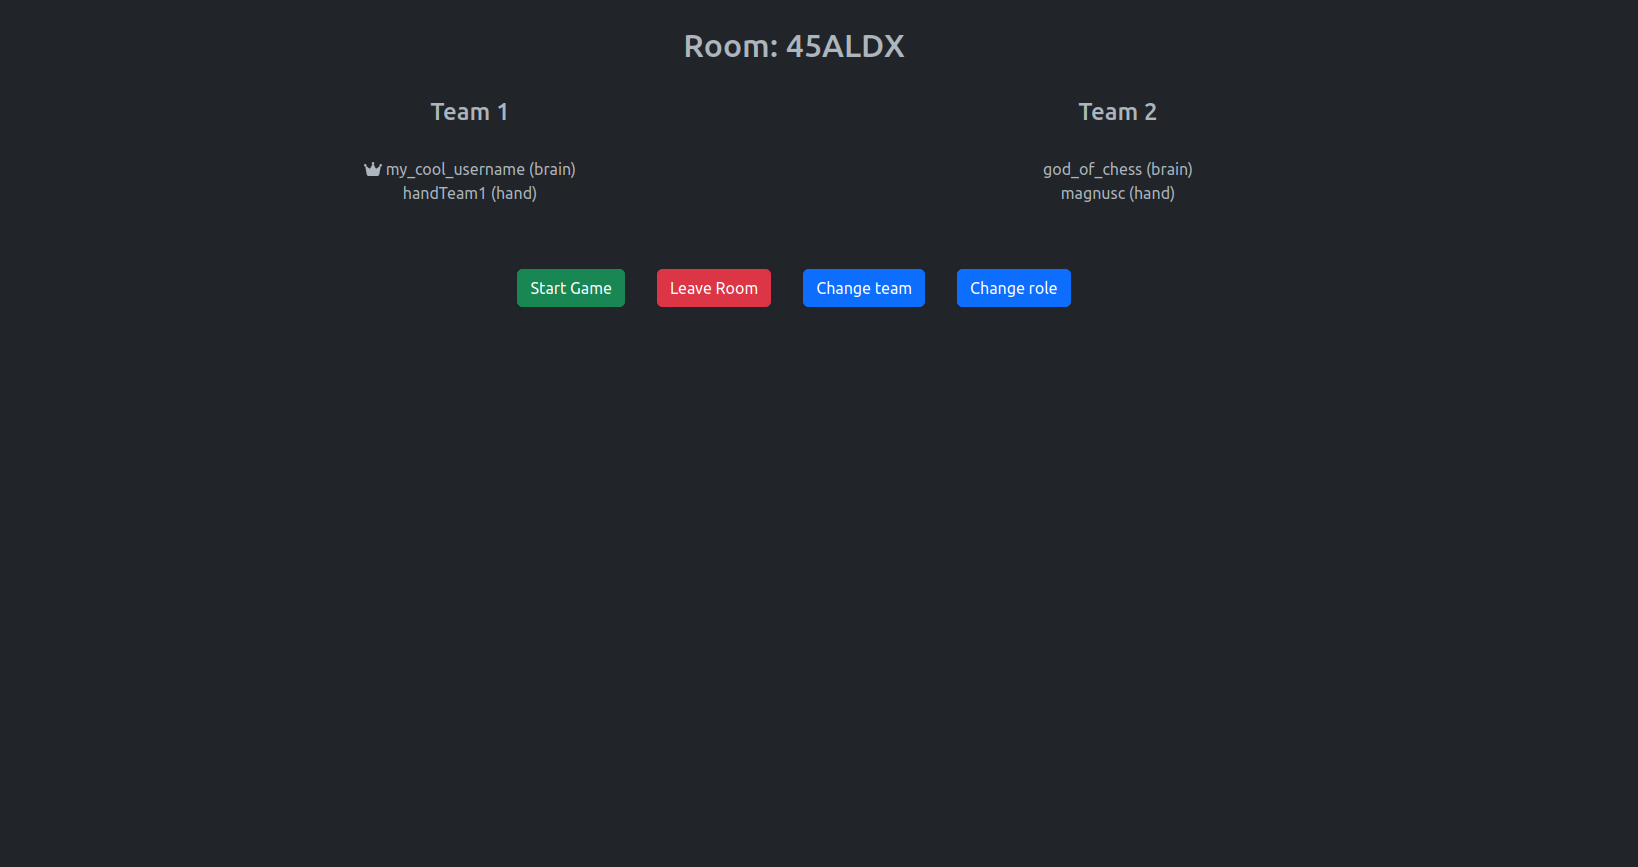 Room: 45ALDX
Team 1
my_cool_username (brain)
handTeam1 (hand)
Team 2
god_of_chess (brain)
magnusc (hand)
Start Game
Leave Room
Change team
Change role